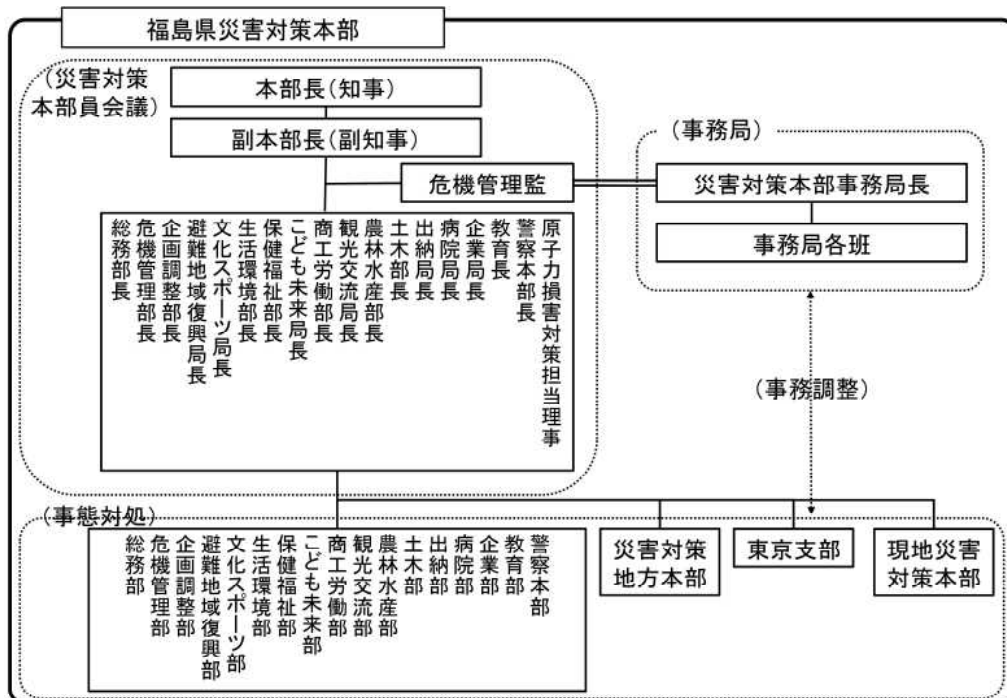 福島県災害対策本部
（災害対策
本部員会議）
本部長（知事）
副本部長（副知事）
危機管理監
（事務局）
災害対策本部事務局長
事務局各班
総務部長
危機管理部長
企画調整部長
避難地域復興局長
文化スポーツ局長
生活環境部長
保健福祉部長
こども未来局長
商工労働部長
観光交流局長
農林水産部長
土木部長
出納局長
病院局長
企業局長
教育長
警察本部長
原子力損害対策担当理事
（事務調整）
（事態対処）
総務部
危機管理部
企画調整部
避難地域復興部
文化スポーツ部
生活環境部
保健福祉部
こども未来部
商工労働部
観光交流部
農林水産部
土木部
出納部
病院部
企業部
教育部
警察本部
災害対策
地方本部
東京支部
現地災害
対策本部